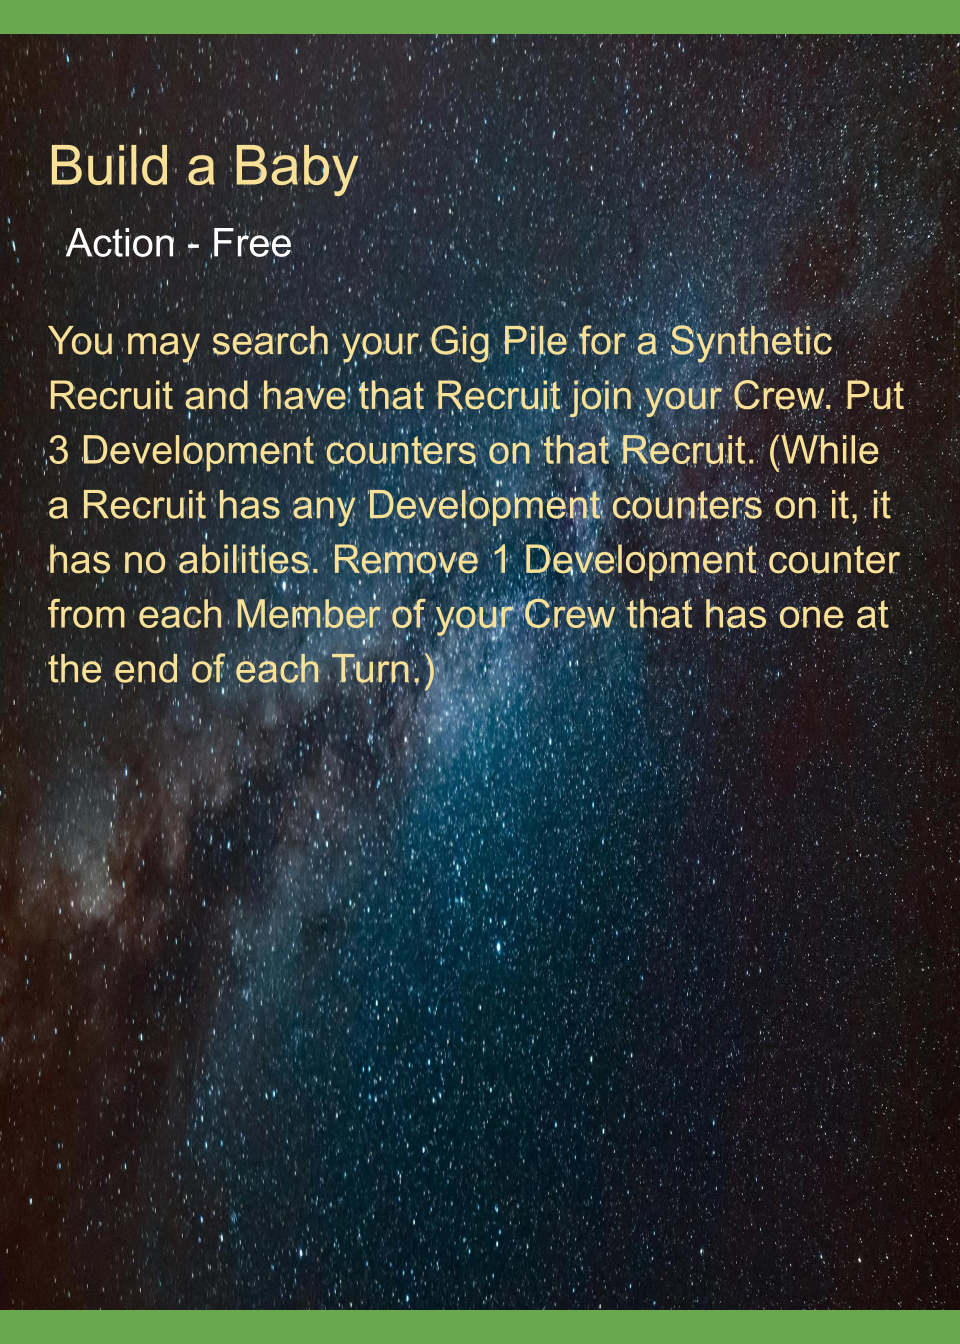 Build a Baby
Action - Free
You may search your Gig Pile for a Synthetic
Recruit and have that Recruit join your Crew. Put
3 Development counters on that Recruit. (While
a Recruit has any Development counters on it, it
has no abilities. Remove 1 Development counter
from each Member of your Crew that has one at
the end of each Turn.)